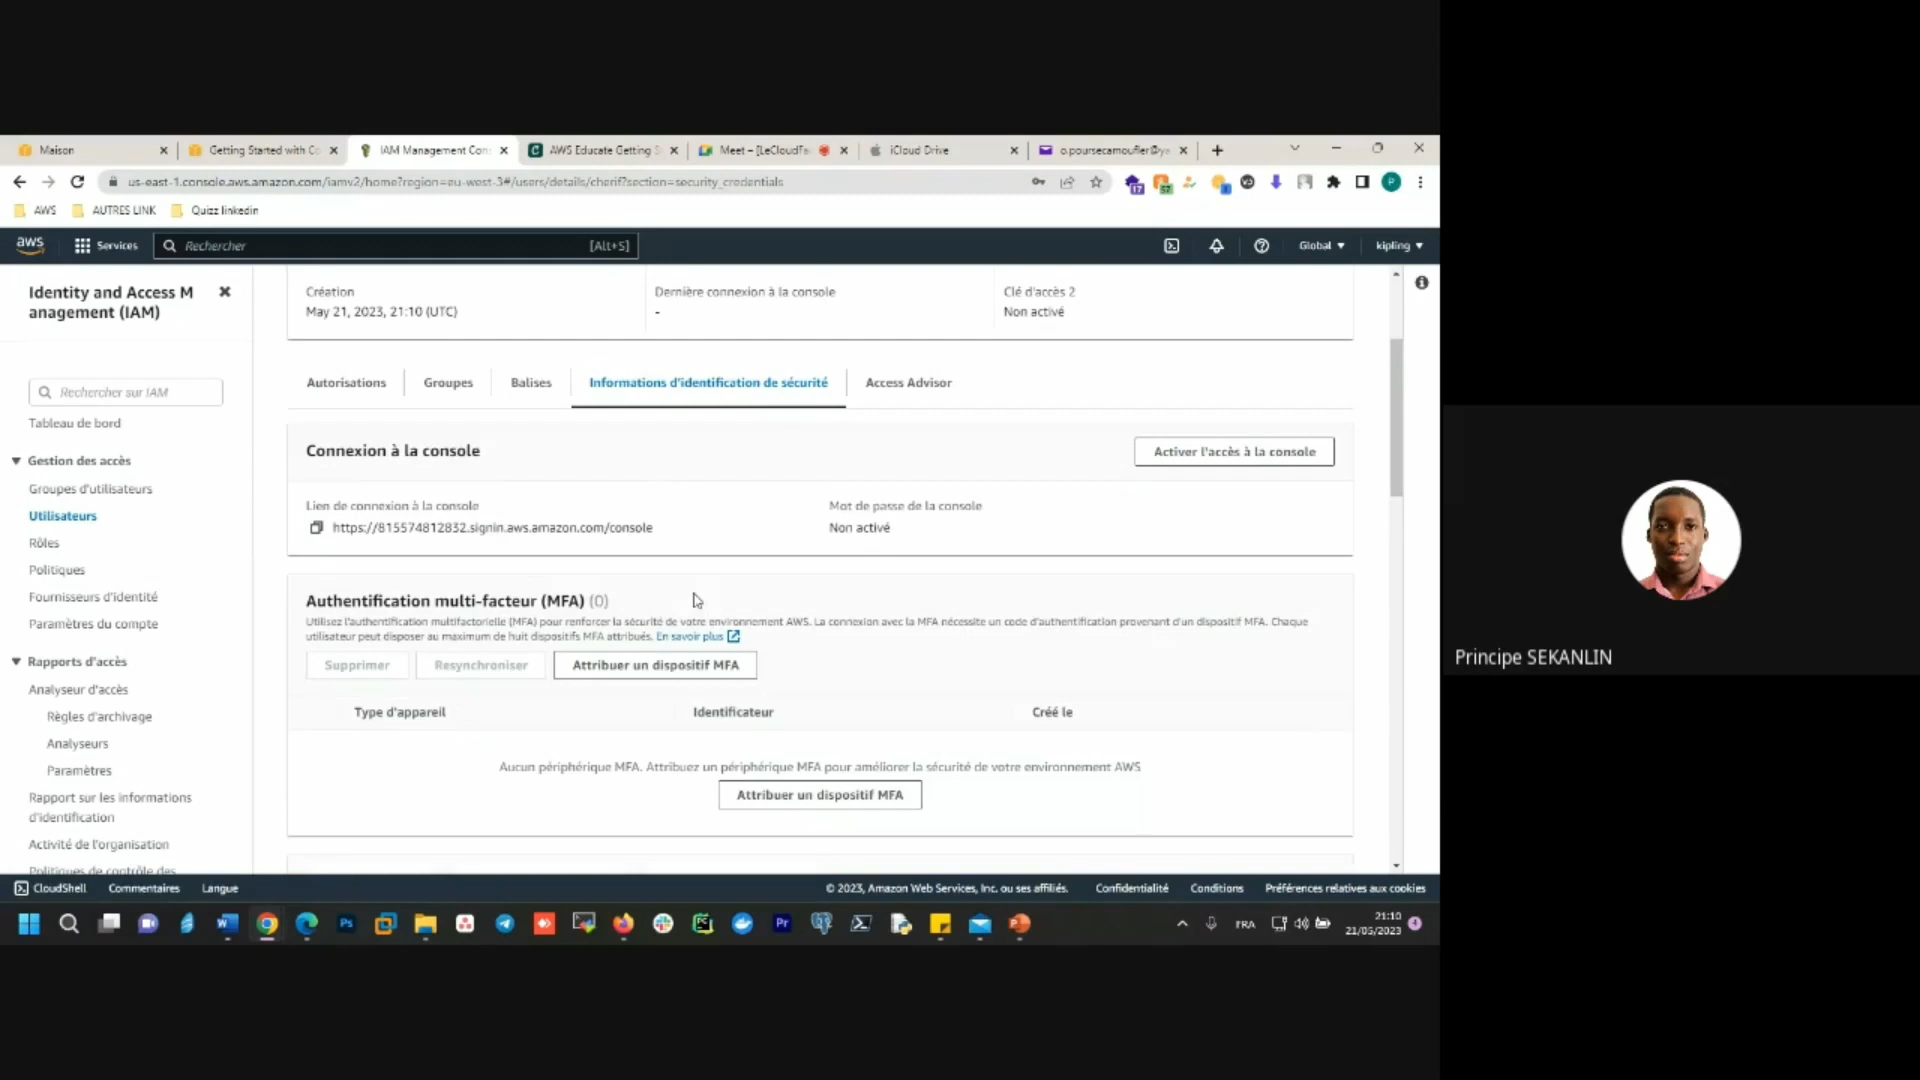 Maison
Getting Started with Co
IAM Management Cons
AWS Educate Getting S
Meet – [LeCloudFa
iCloud Drive
o.poursecamoufler@ye
us-east-1.console.aws.amazon.com/iamv2/home?region=eu-west-3#/users/details/cherif?section=security_credentials
17
57
P
AWS
AUTRES LINK
Quizz linkedin
aws
Services
Rechercher
[Alt+S]
Global
kipling
Identity and Access M
anagement (IAM)
Rechercher sur IAM
Tableau de bord
Gestion des accès
Groupes d'utilisateurs
Utilisateurs
Rôles
Politiques
Fournisseurs d'identité
Paramètres du compte
Rapports d'accès
Analyseur d'accès
Règles d'archivage
Analyseurs
Paramètres
Rapport sur les informations
d'identification
Activité de l'organisation
Politiques de contrôle des
Création
May 21, 2023, 21:10 (UTC)
Dernière connexion à la console
-
Clé d'accès 2
Non activé
Autorisations
Groupes
Balises
Informations d'identification de sécurité
Access Advisor
Connexion à la console
Activer l'accès à la console
Lien de connexion à la console
https://815574812832.signin.aws.amazon.com/console
Mot de passe de la console
Non activé
Authentification multi-facteur (MFA) (0)
Utilisez l'authentification multifactorielle (MFA) pour renforcer la sécurité de votre environnement AWS. La connexion avec la MFA nécessite un code d'authentification provenant d'un dispositif MFA. Chaque
utilisateur peut disposer au maximum de huit dispositifs MFA attribués. En savoir plus
Supprimer
Resynchroniser
Attribuer un dispositif MFA
Type d'appareil
Identificateur
Créé le
Aucun périphérique MFA. Attribuez un périphérique MFA pour améliorer la sécurité de votre environnement AWS
Attribuer un dispositif MFA
CloudShell
Commentaires
Langue
© 2023, Amazon Web Services, Inc. ou ses affiliés.
Confidentialité
Conditions
Préférences relatives aux cookies
FRA
21:10
21/05/2023
4
Principe SEKANLIN